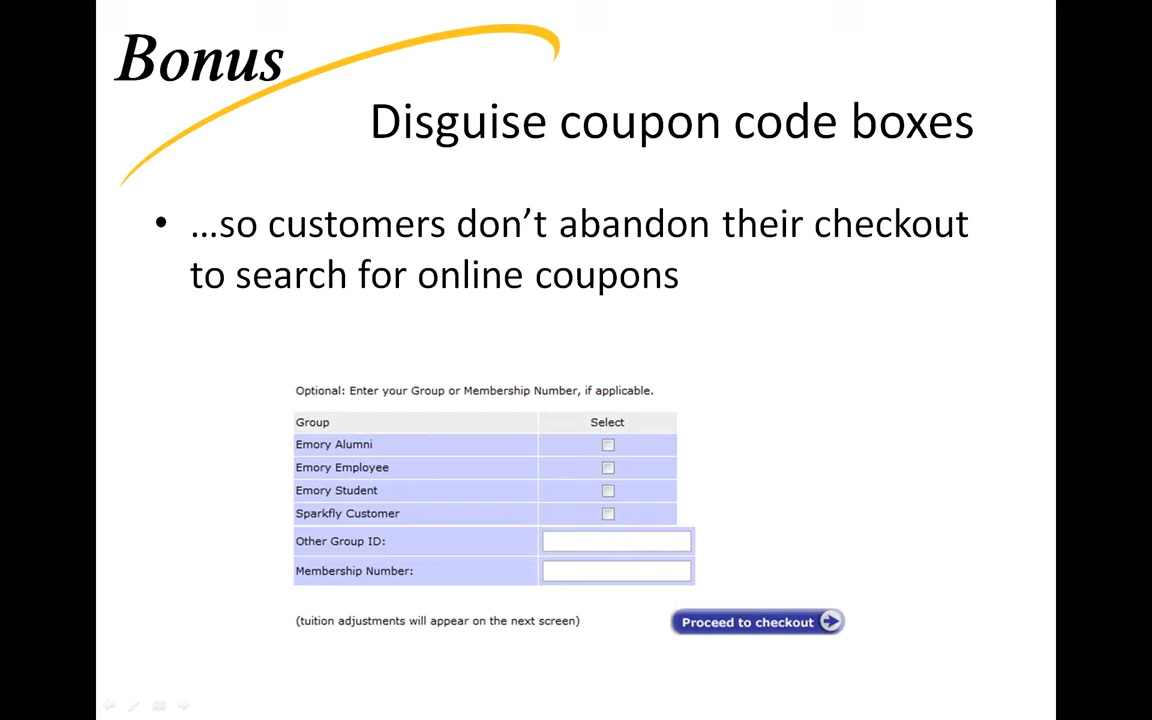 Bonus
Disguise coupon code boxes
• …so customers don’t abandon their checkout
to search for online coupons
Optional: Enter your Group or Membership Number, if applicable.
Group Select
Emory Alumni
Emory Employee
Emory Student
Sparkfly Customer
Other Group ID:
Membership Number:
(tuition adjustments will appear on the next screen) Proceed to checkout